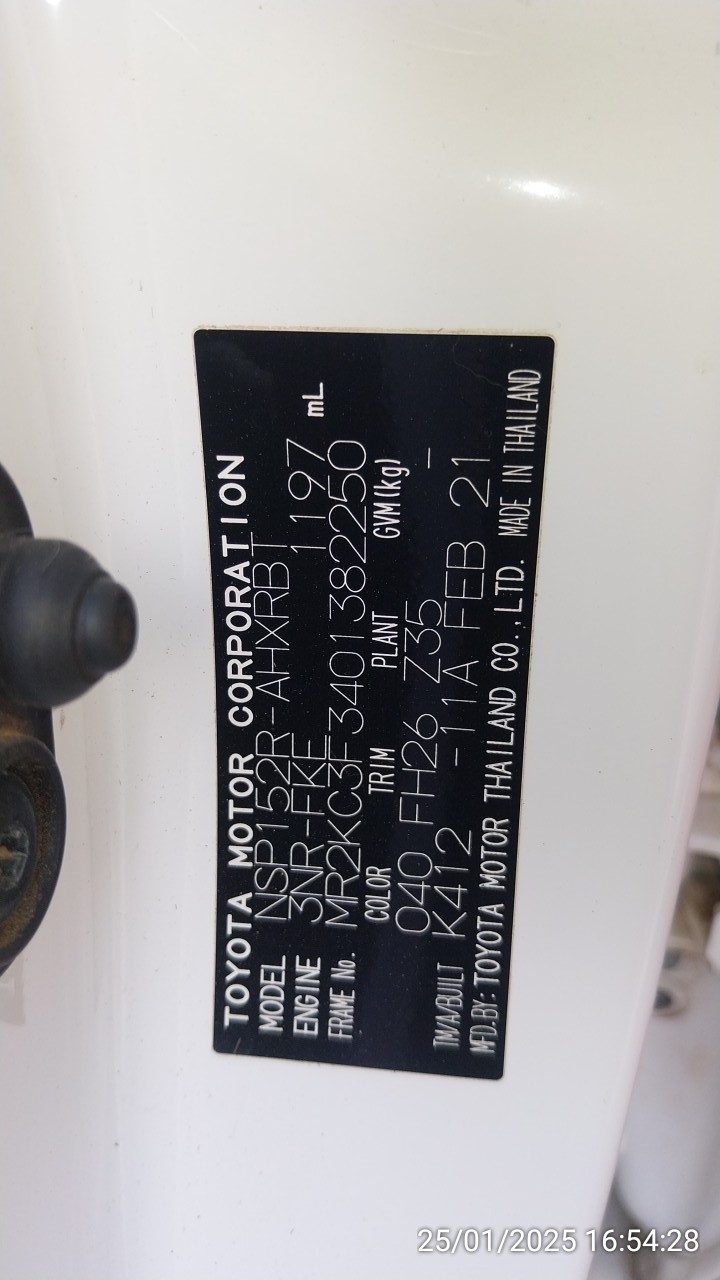 TOYOTA MOTOR CORPORATION
MODEL NSP152R-AHXRBT
ENGINE 3NR-FKE 1197 mL
FRAME No. MR2KC3F3401382250
COLOR TRIM PLANT GVM(kg)
040 FH26 Z35 –
TM/A/BUILT K412 -11A FEB 21
MFD.BY:TOYOTA MOTOR THAILAND CO.,LTD. MADE IN THAILAND
25/01/2025 16:54:28